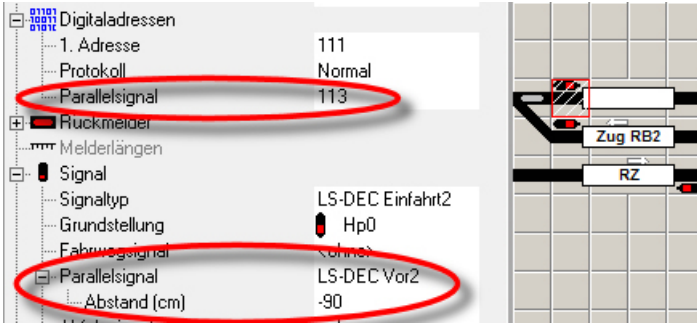 Digitaladressen
1. Adresse 111
Protokoll Normal
Parallelsignal 113
Rückmelder
Melderlängen
Signal
Signaltyp LS-DEC Einfahrt2
Grundstellung Hp0
Fahrwegsignal <ohne>
Parallelsignal LS-DEC Vor2
Abstand (cm) -90
Zug RB2
RZ